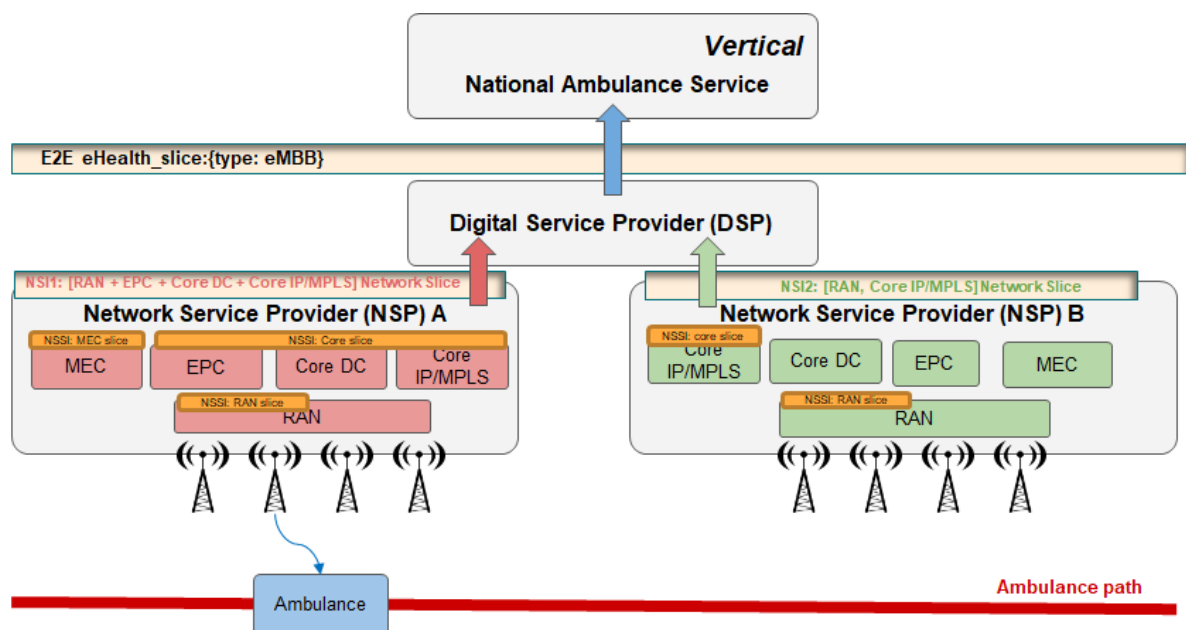 Vertical
National Ambulance Service
E2E eHealth_slice:{type: eMBB}
Digital Service Provider (DSP)
NSI1: [RAN + EPC + Core DC + Core IP/MPLS] Network Slice
Network Service Provider (NSP) A
NSSI: MEC slice
NSSI: Core slice
MEC
EPC
Core DC
Core
IP/MPLS
NSSI: RAN slice
RAN
NSI2: [RAN, Core IP/MPLS] Network Slice
Network Service Provider (NSP) B
NSSI: core slice
Core
IP/MPLS
Core DC
EPC
MEC
NSSI: RAN slice
RAN
Ambulance path
Ambulance